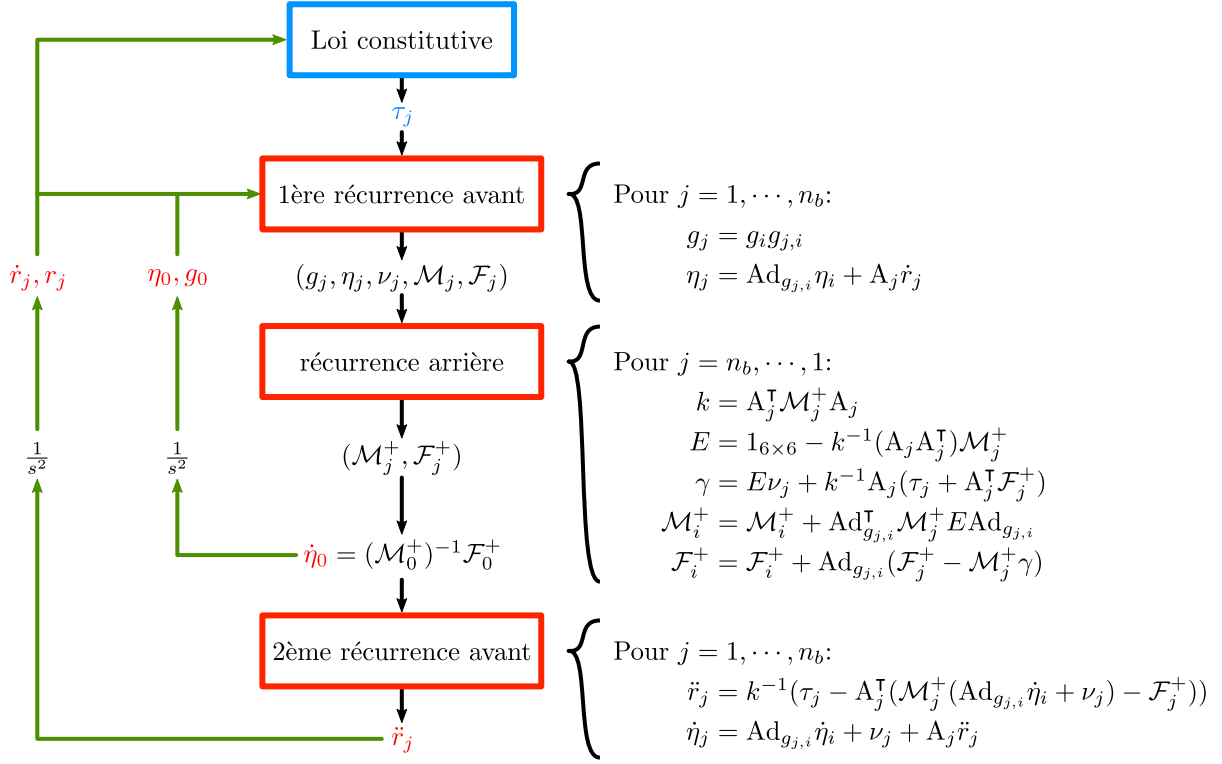 Loi constitutive
τ_j
1ère récurrence avant
Pour j = 1, ⋯, n_b:
g_j = g_i g_{j,i}
η_j = Ad_{g_{j,i}} η_i + A_j ṙ_j
ṙ_j, r_j
η_0, g_0
(g_j, η_j, ν_j, ℳ_j, ℱ_j)
récurrence arrière
Pour j = n_b, ⋯, 1:
k = A_j^⊺ ℳ_j^+ A_j
E = 1_{6×6} − k^{−1}(A_j A_j^⊺)ℳ_j^+
γ = Eν_j + k^{−1}A_j(τ_j + A_j^⊺ ℱ_j^+)
ℳ_i^+ = ℳ_i^+ + Ad_{g_{j,i}}^⊺ ℳ_j^+ E Ad_{g_{j,i}}
ℱ_i^+ = ℱ_i^+ + Ad_{g_{j,i}}(ℱ_j^+ − ℳ_j^+ γ)
1/s^2
1/s^2
(ℳ_j^+, ℱ_j^+)
η̇_0 = (ℳ_0^+)^{−1} ℱ_0^+
2ème récurrence avant
Pour j = 1, ⋯, n_b:
r̈_j = k^{−1}(τ_j − A_j^⊺(ℳ_j^+(Ad_{g_{j,i}} η̇_i + ν_j) − ℱ_j^+))
η̇_j = Ad_{g_{j,i}} η̇_i + ν_j + A_j r̈_j
r̈_j